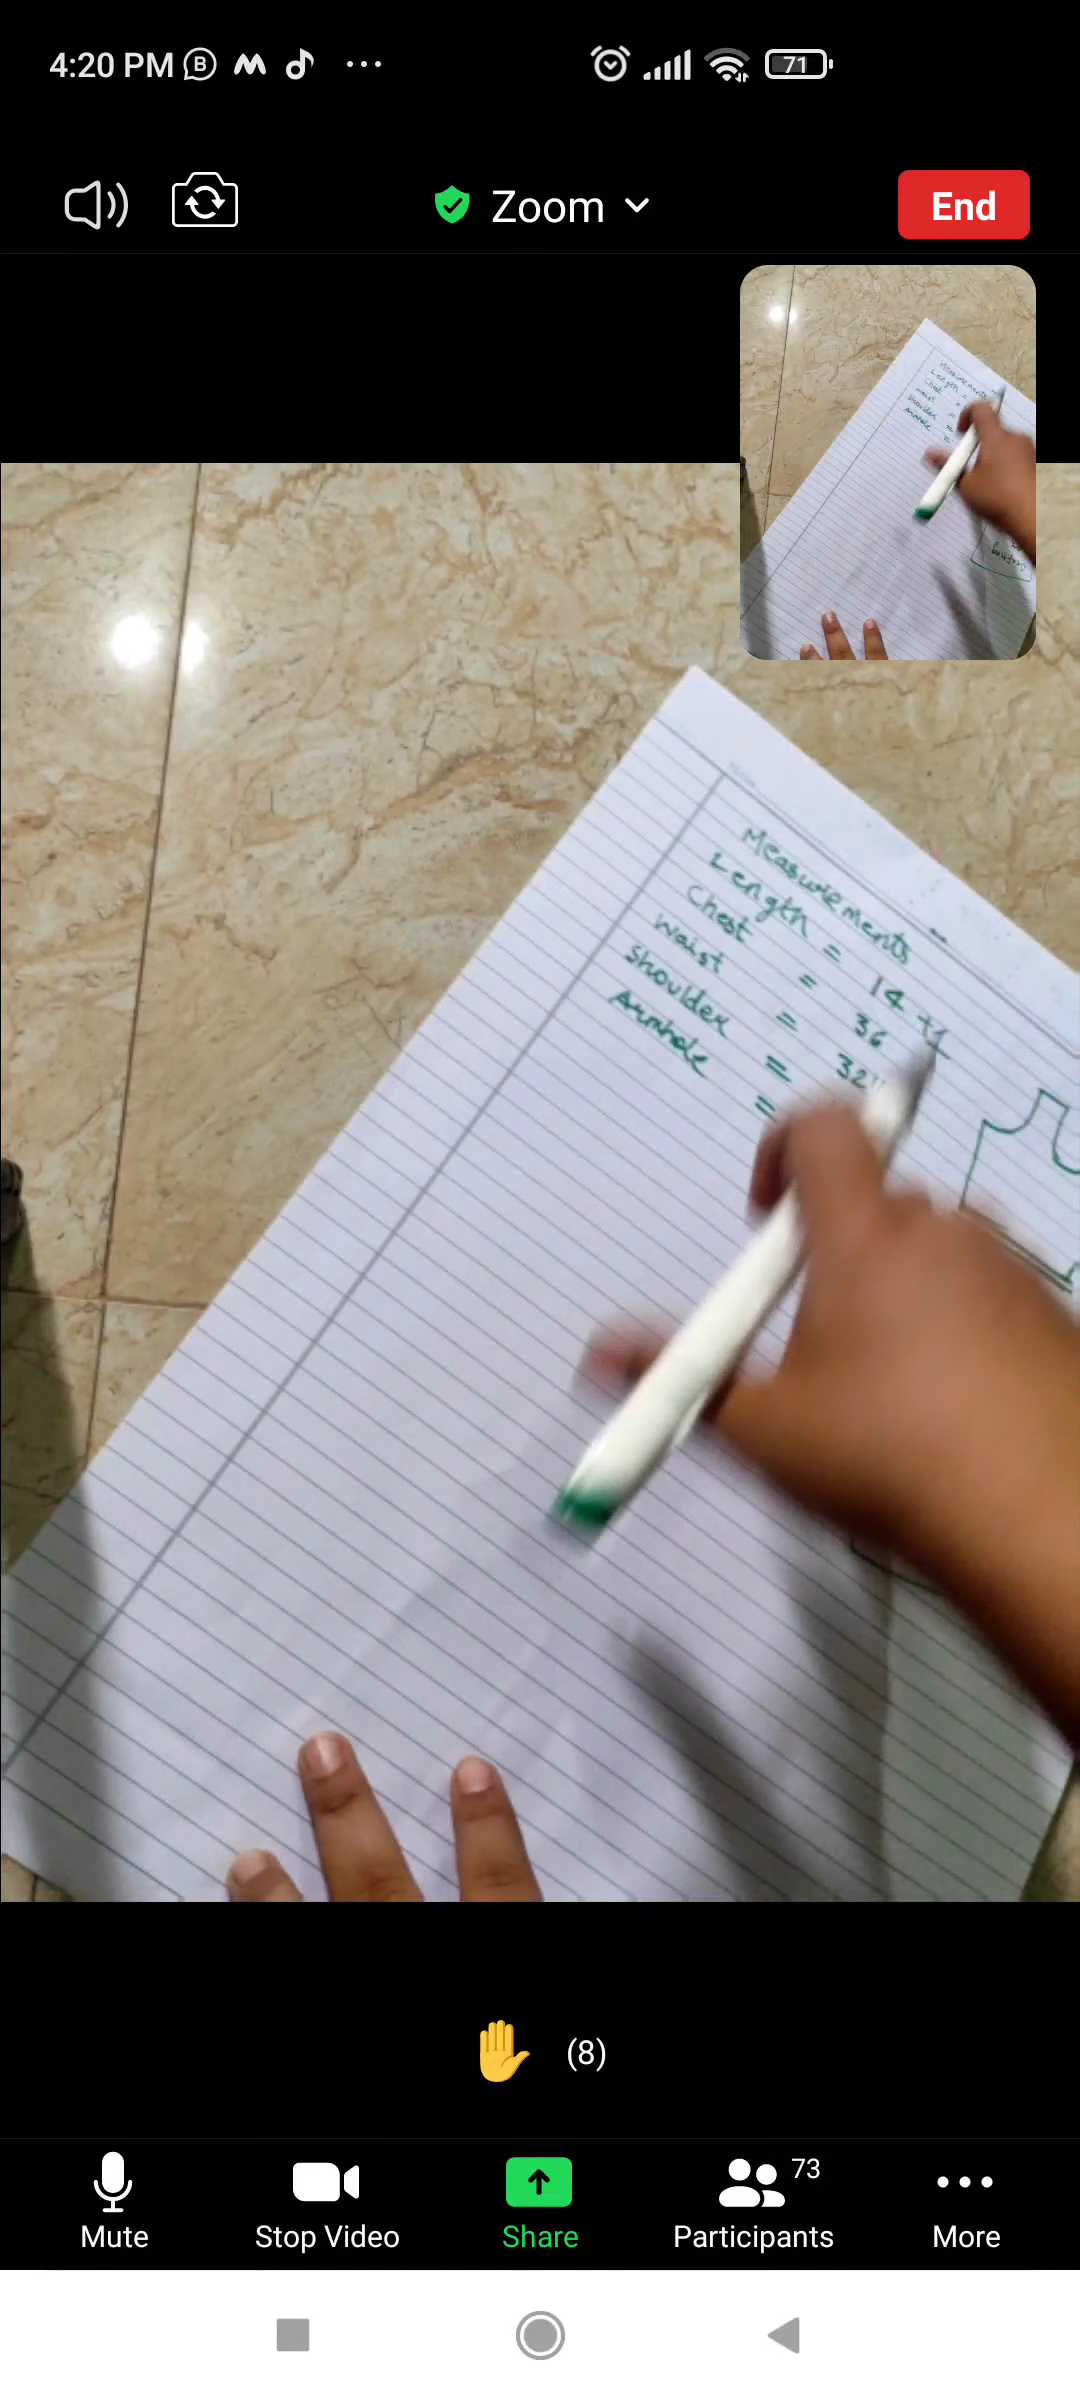 4:20 PM
71
Zoom
End
Measurements
Length = 14 +1
Chest = 36
Waist = 32"
Shoulder =
Armhole =
(8)
73
Mute
Stop Video
Share
Participants
More